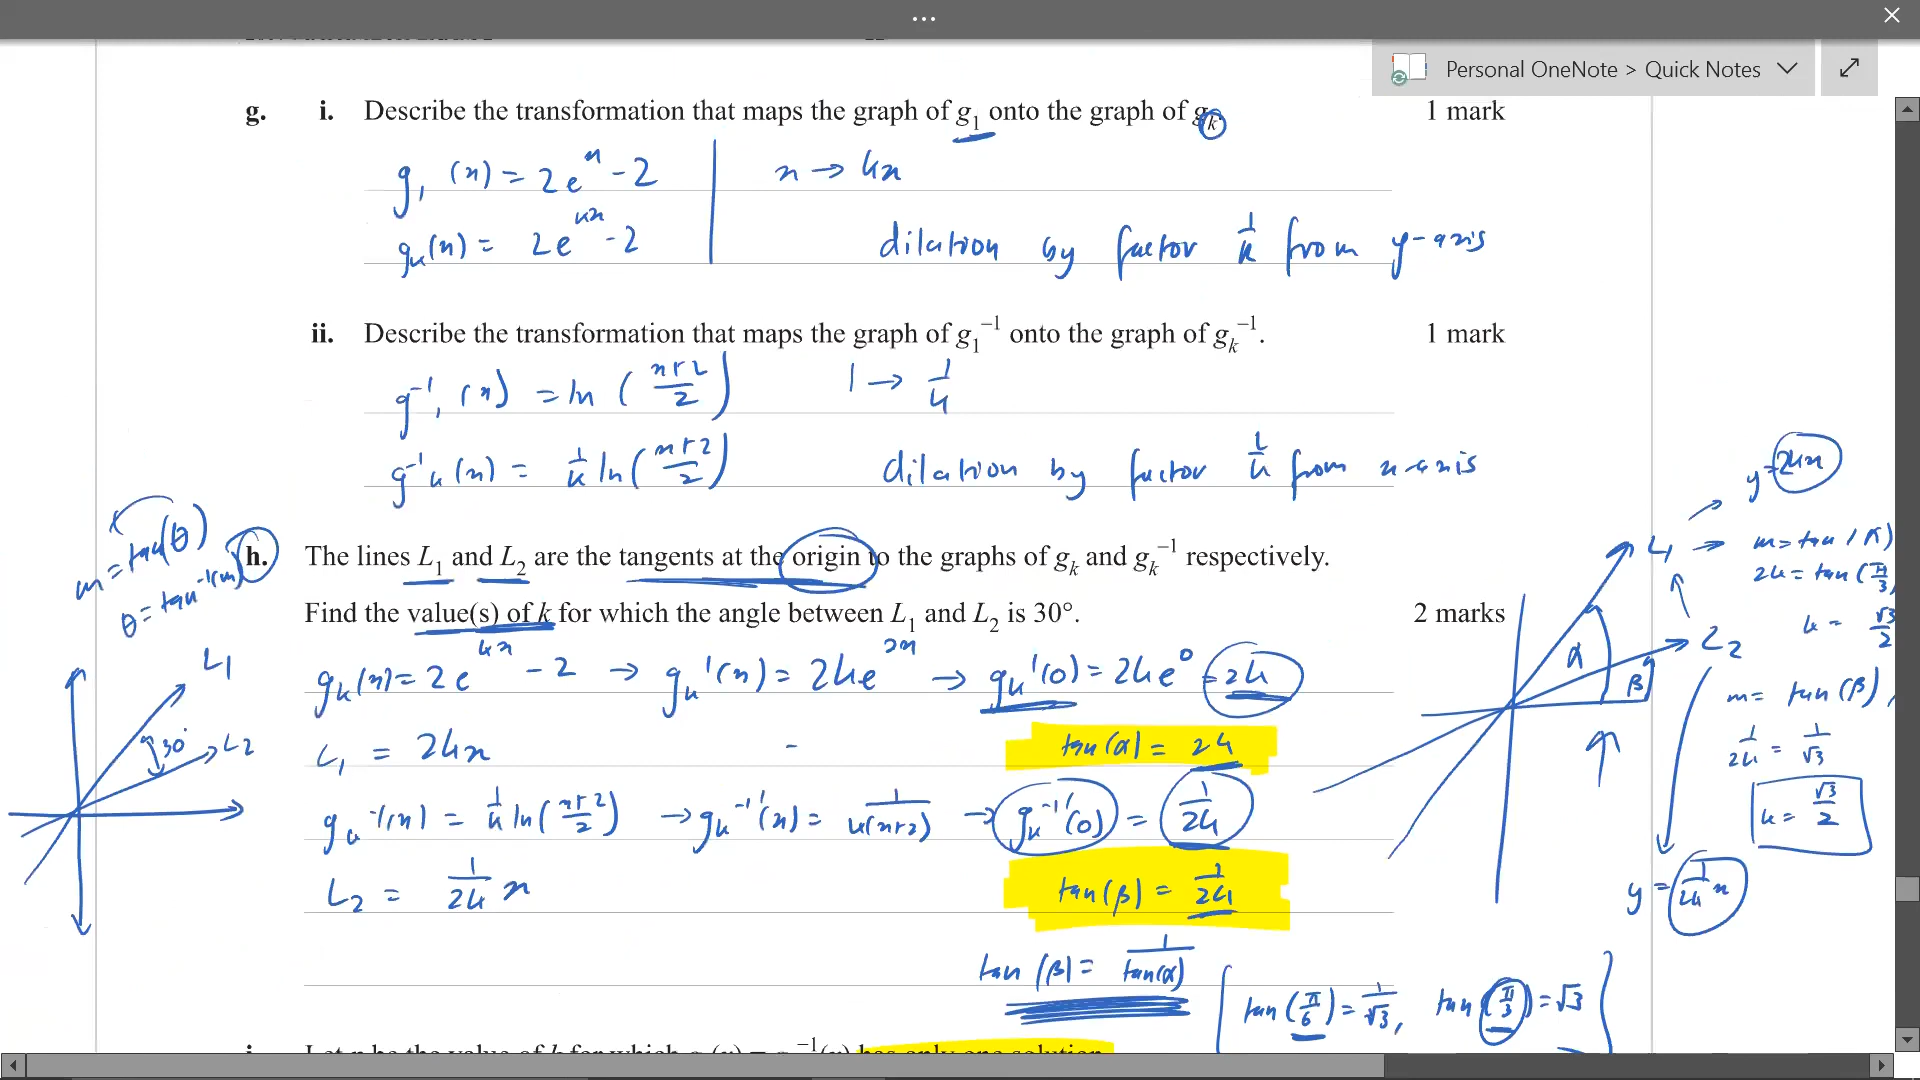 Personal OneNote > Quick Notes
g. i. Describe the transformation that maps the graph of g₁ onto the graph of gₖ. 1 mark
g₁(x) = 2e^x - 2
x → kx
gₖ(x) = 2e^kx - 2
dilation by factor 1/k from y-axis
ii. Describe the transformation that maps the graph of g₁⁻¹ onto the graph of gₖ⁻¹. 1 mark
g⁻¹₁(x) = ln(x+2/2)
1 → 1/k
g⁻¹k(x) = 1/k ln(x+2/2)
dilation by factor 1/k from x-axis
y=2kx
m=tan(θ)
θ=tan⁻¹(m)
h. The lines L₁ and L₂ are the tangents at the origin to the graphs of gₖ and gₖ⁻¹ respectively.
Find the value(s) of k for which the angle between L₁ and L₂ is 30°. 2 marks
gₖ(x)=2e^kx - 2 → gₖ'(x)=2ke^2x → gₖ'(0)=2ke⁰=2k
L₁ = 2kx
tan(α)=2k
gₖ⁻¹(x) = 1/k ln(x+2/2) → gₖ⁻¹'(x)= 1/k(x+2) → gₖ⁻¹'(0) = 1/2k
L₂ = 1/2k x
tan(β)= 1/2k
tan(β)= 1/tan(α)
tan(π/6)=1/√3, tan(π/3)=√3
L₁
30°
L₂
L₁
L₂
α
β
2k=tan(π/3)
k= √3/2
m= tan(β),
1/2k = 1/√3
k= √3/2
y= 1/2k x